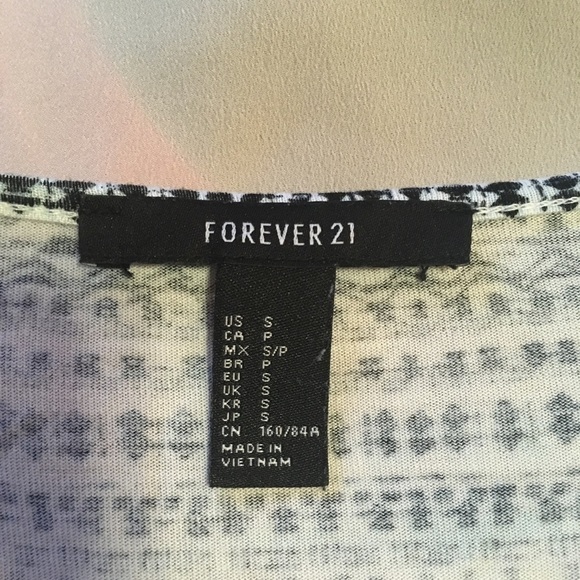 FOREVER 21
US S
CA P
MX S/P
BR P
EU S
UK S
KR S
JP S
CN 160/84A
MADE IN
VIETNAM